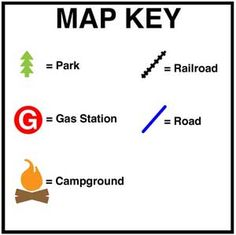 MAP KEY
= Park
= Railroad
G = Gas Station
= Road
= Campground